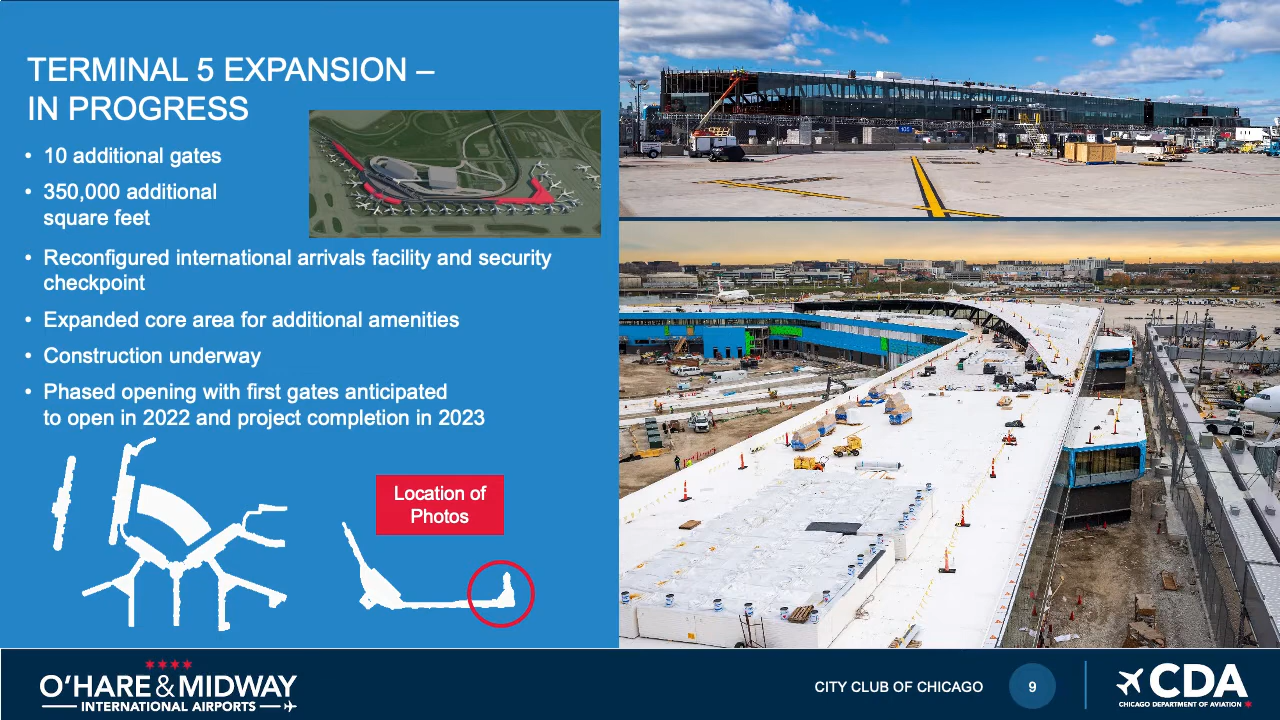 TERMINAL 5 EXPANSION –
IN PROGRESS
• 10 additional gates
• 350,000 additional
square feet
• Reconfigured international arrivals facility and security
checkpoint
• Expanded core area for additional amenities
• Construction underway
• Phased opening with first gates anticipated
to open in 2022 and project completion in 2023
Location of
Photos
105
O'HARE & MIDWAY
INTERNATIONAL AIRPORTS
CITY CLUB OF CHICAGO
9
CDA
CHICAGO DEPARTMENT OF AVIATION